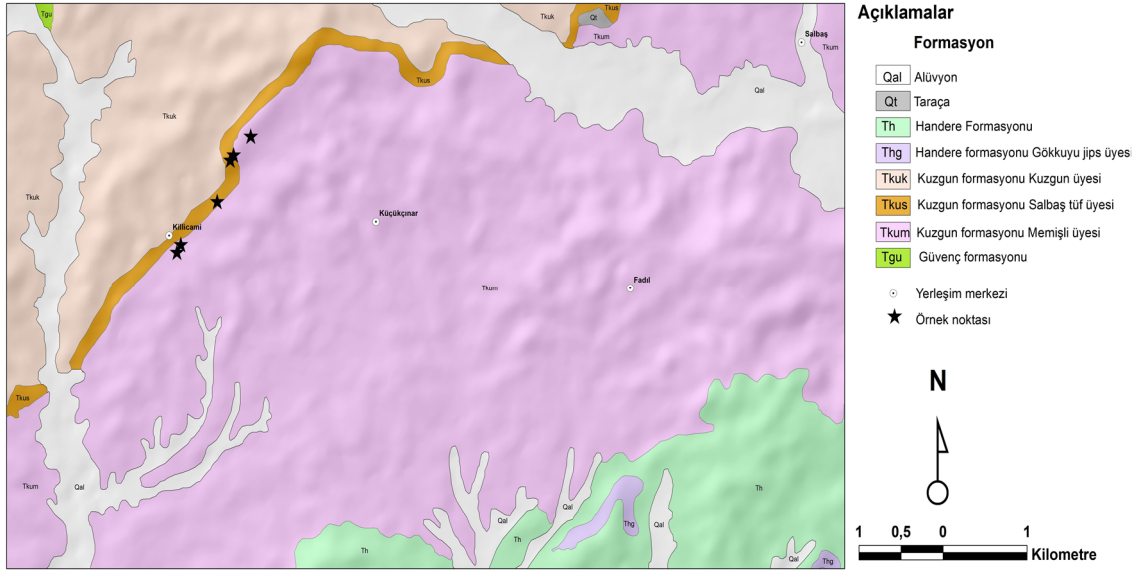 Tgu
Tkuk
Tkus
Qt
Tkum
Salbaş
Tkum
Tkus
Qal
Tkuk
Tkuk
Küçükçınar
Killicami
Fadıl
Tkum
Tkus
Tkum
Qal
Th
Qal
Th
Qal
Thg
Qal
Th
Qal
Thg
Açıklamalar
Formasyon
Qal Alüvyon
Qt Taraça
Th Handere Formasyonu
Thg Handere formasyonu Gökkuyu jips üyesi
Tkuk Kuzgun formasyonu Kuzgun üyesi
Tkus Kuzgun formasyonu Salbaş tüf üyesi
Tkum Kuzgun formasyonu Memişli üyesi
Tgu Güvenç formasyonu
Yerleşim merkezi
Örnek noktası
N
1 0,5 0 1
Kilometre